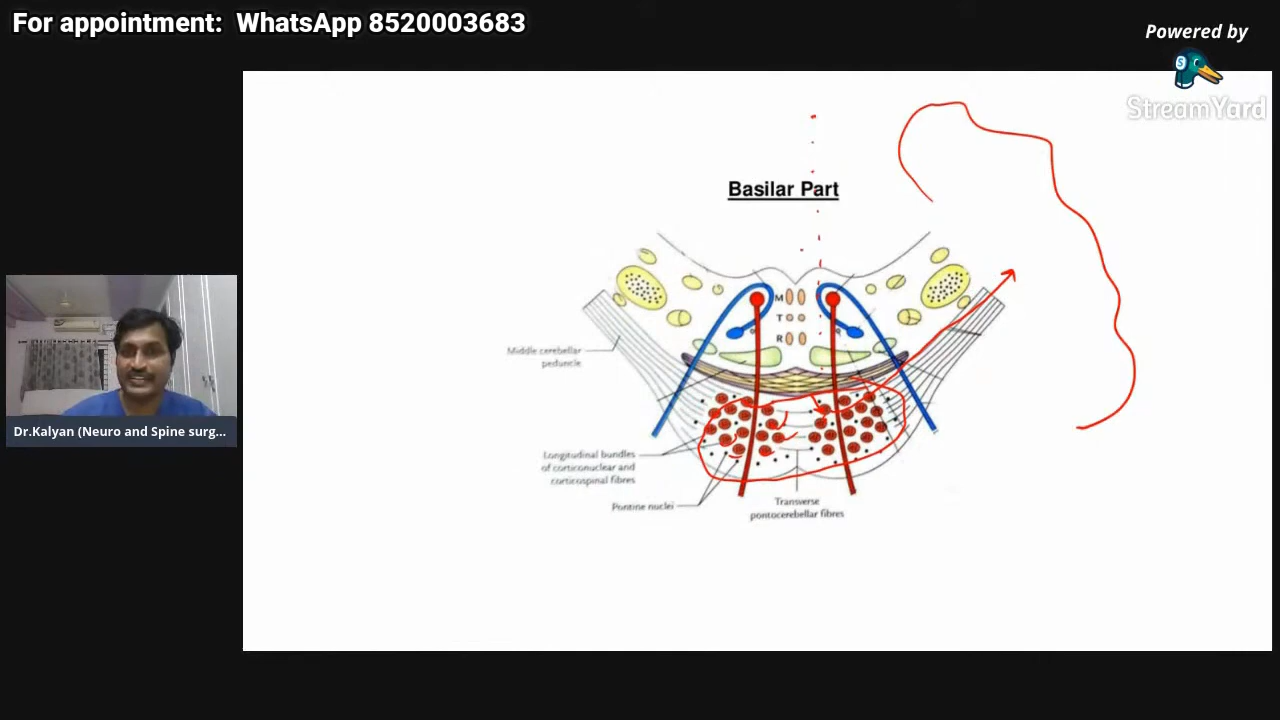 For appointment:  WhatsApp 8520003683
Powered by
S
StreamYard
Basilar Part
M
T
R
Middle cerebellar
peduncle
Longitudinal bundles
of corticonuclear and
corticospinal fibres
Pontine nuclei
Transverse
pontocerebellar fibres
Dr.Kalyan (Neuro and Spine surg...